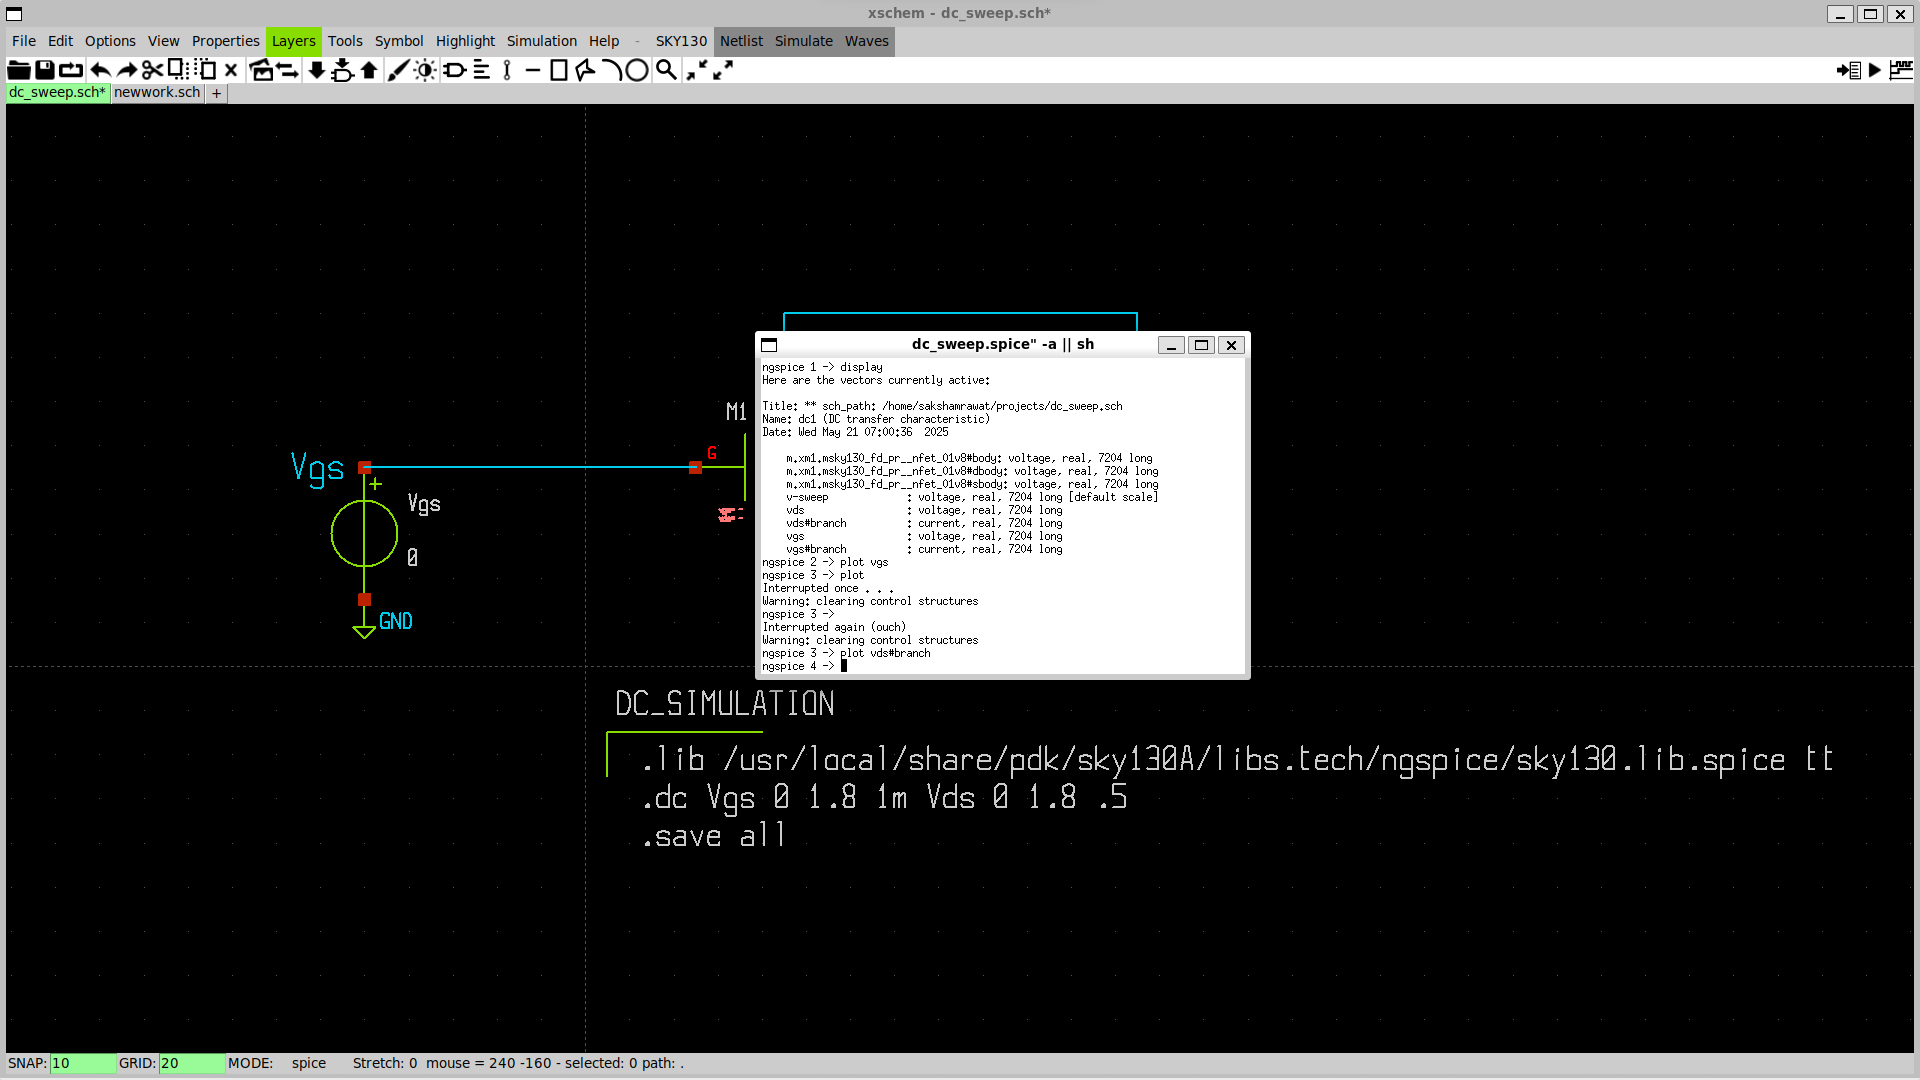 xschem - dc_sweep.sch*
File Edit Options View Properties Layers Tools Symbol Highlight Simulation Help - SKY130 Netlist Simulate Waves
dc_sweep.sch* newwork.sch +
dc_sweep.spice" -a || sh
ngspice 1 -> display
Here are the vectors currently active:
Title: ** sch_path: /home/sakshamrawat/projects/dc_sweep.sch
Name: dc1 (DC transfer characteristic)
Date: Wed May 21 07:00:36  2025
m.xm1.msky130_fd_pr__nfet_01v8#body: voltage, real, 7204 long
m.xm1.msky130_fd_pr__nfet_01v8#dbody: voltage, real, 7204 long
m.xm1.msky130_fd_pr__nfet_01v8#sbody: voltage, real, 7204 long
v-sweep : voltage, real, 7204 long [default scale]
vds : voltage, real, 7204 long
vds#branch : current, real, 7204 long
vgs : voltage, real, 7204 long
vgs#branch : current, real, 7204 long
ngspice 2 -> plot vgs
ngspice 3 -> plot
Interrupted once . . .
Warning: clearing control structures
ngspice 3 ->
Interrupted again (ouch)
Warning: clearing control structures
ngspice 3 -> plot vds#branch
ngspice 4 ->
M1
G
Vgs
+
Vgs
0
GND
DC_SIMULATION
.lib /usr/local/share/pdk/sky130A/libs.tech/ngspice/sky130.lib.spice tt
.dc Vgs 0 1.8 1m Vds 0 1.8 .5
.save all
SNAP: 10 GRID: 20 MODE: spice Stretch: 0 mouse = 240 -160 - selected: 0 path: .